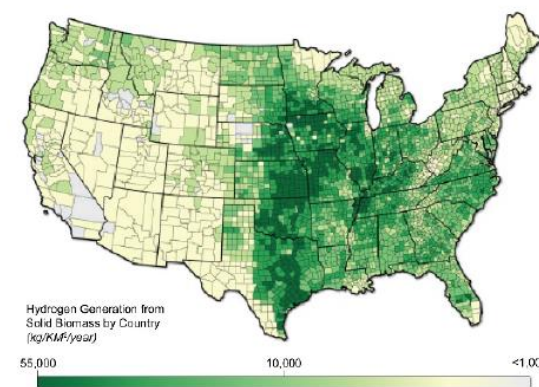 Hydrogen Generation from
Solid Biomass by Country
(kg/KM²/year)
55,000 10,000 <1,00